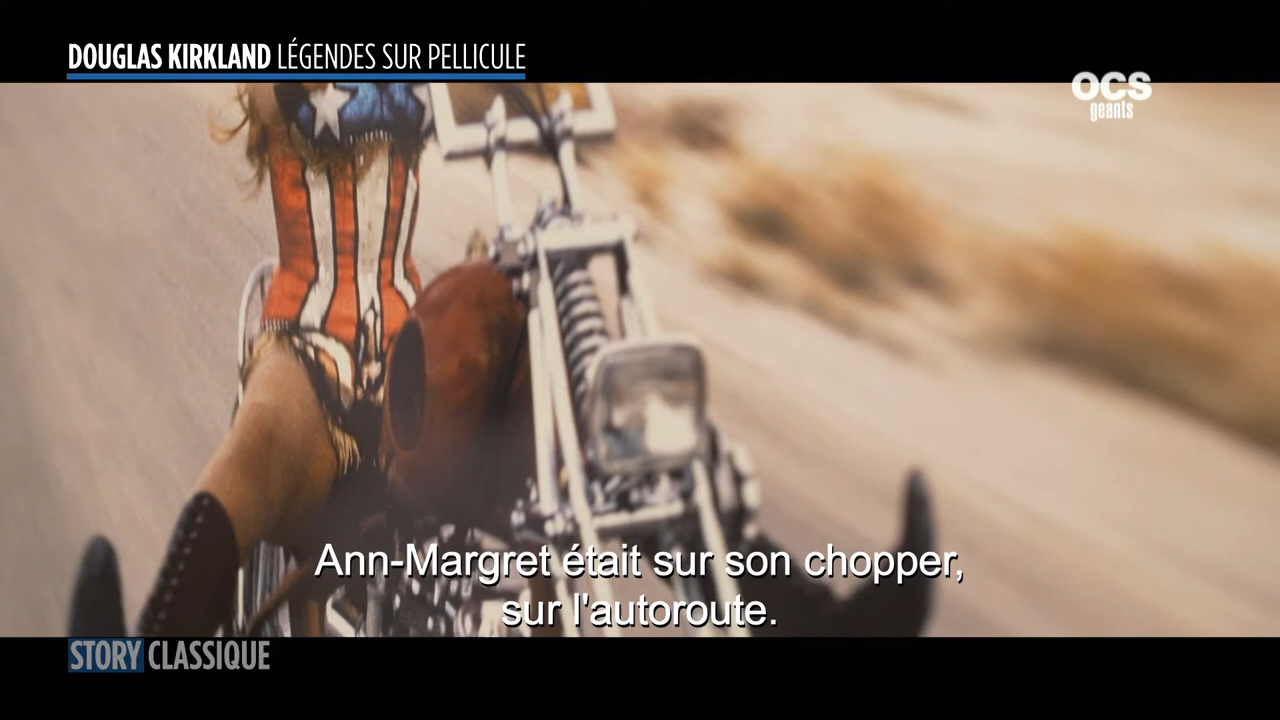 DOUGLAS KIRKLAND LÉGENDES SUR PELLICULE
OCS
geants
Ann-Margret était sur son chopper,
sur l'autoroute.
STORY CLASSIQUE